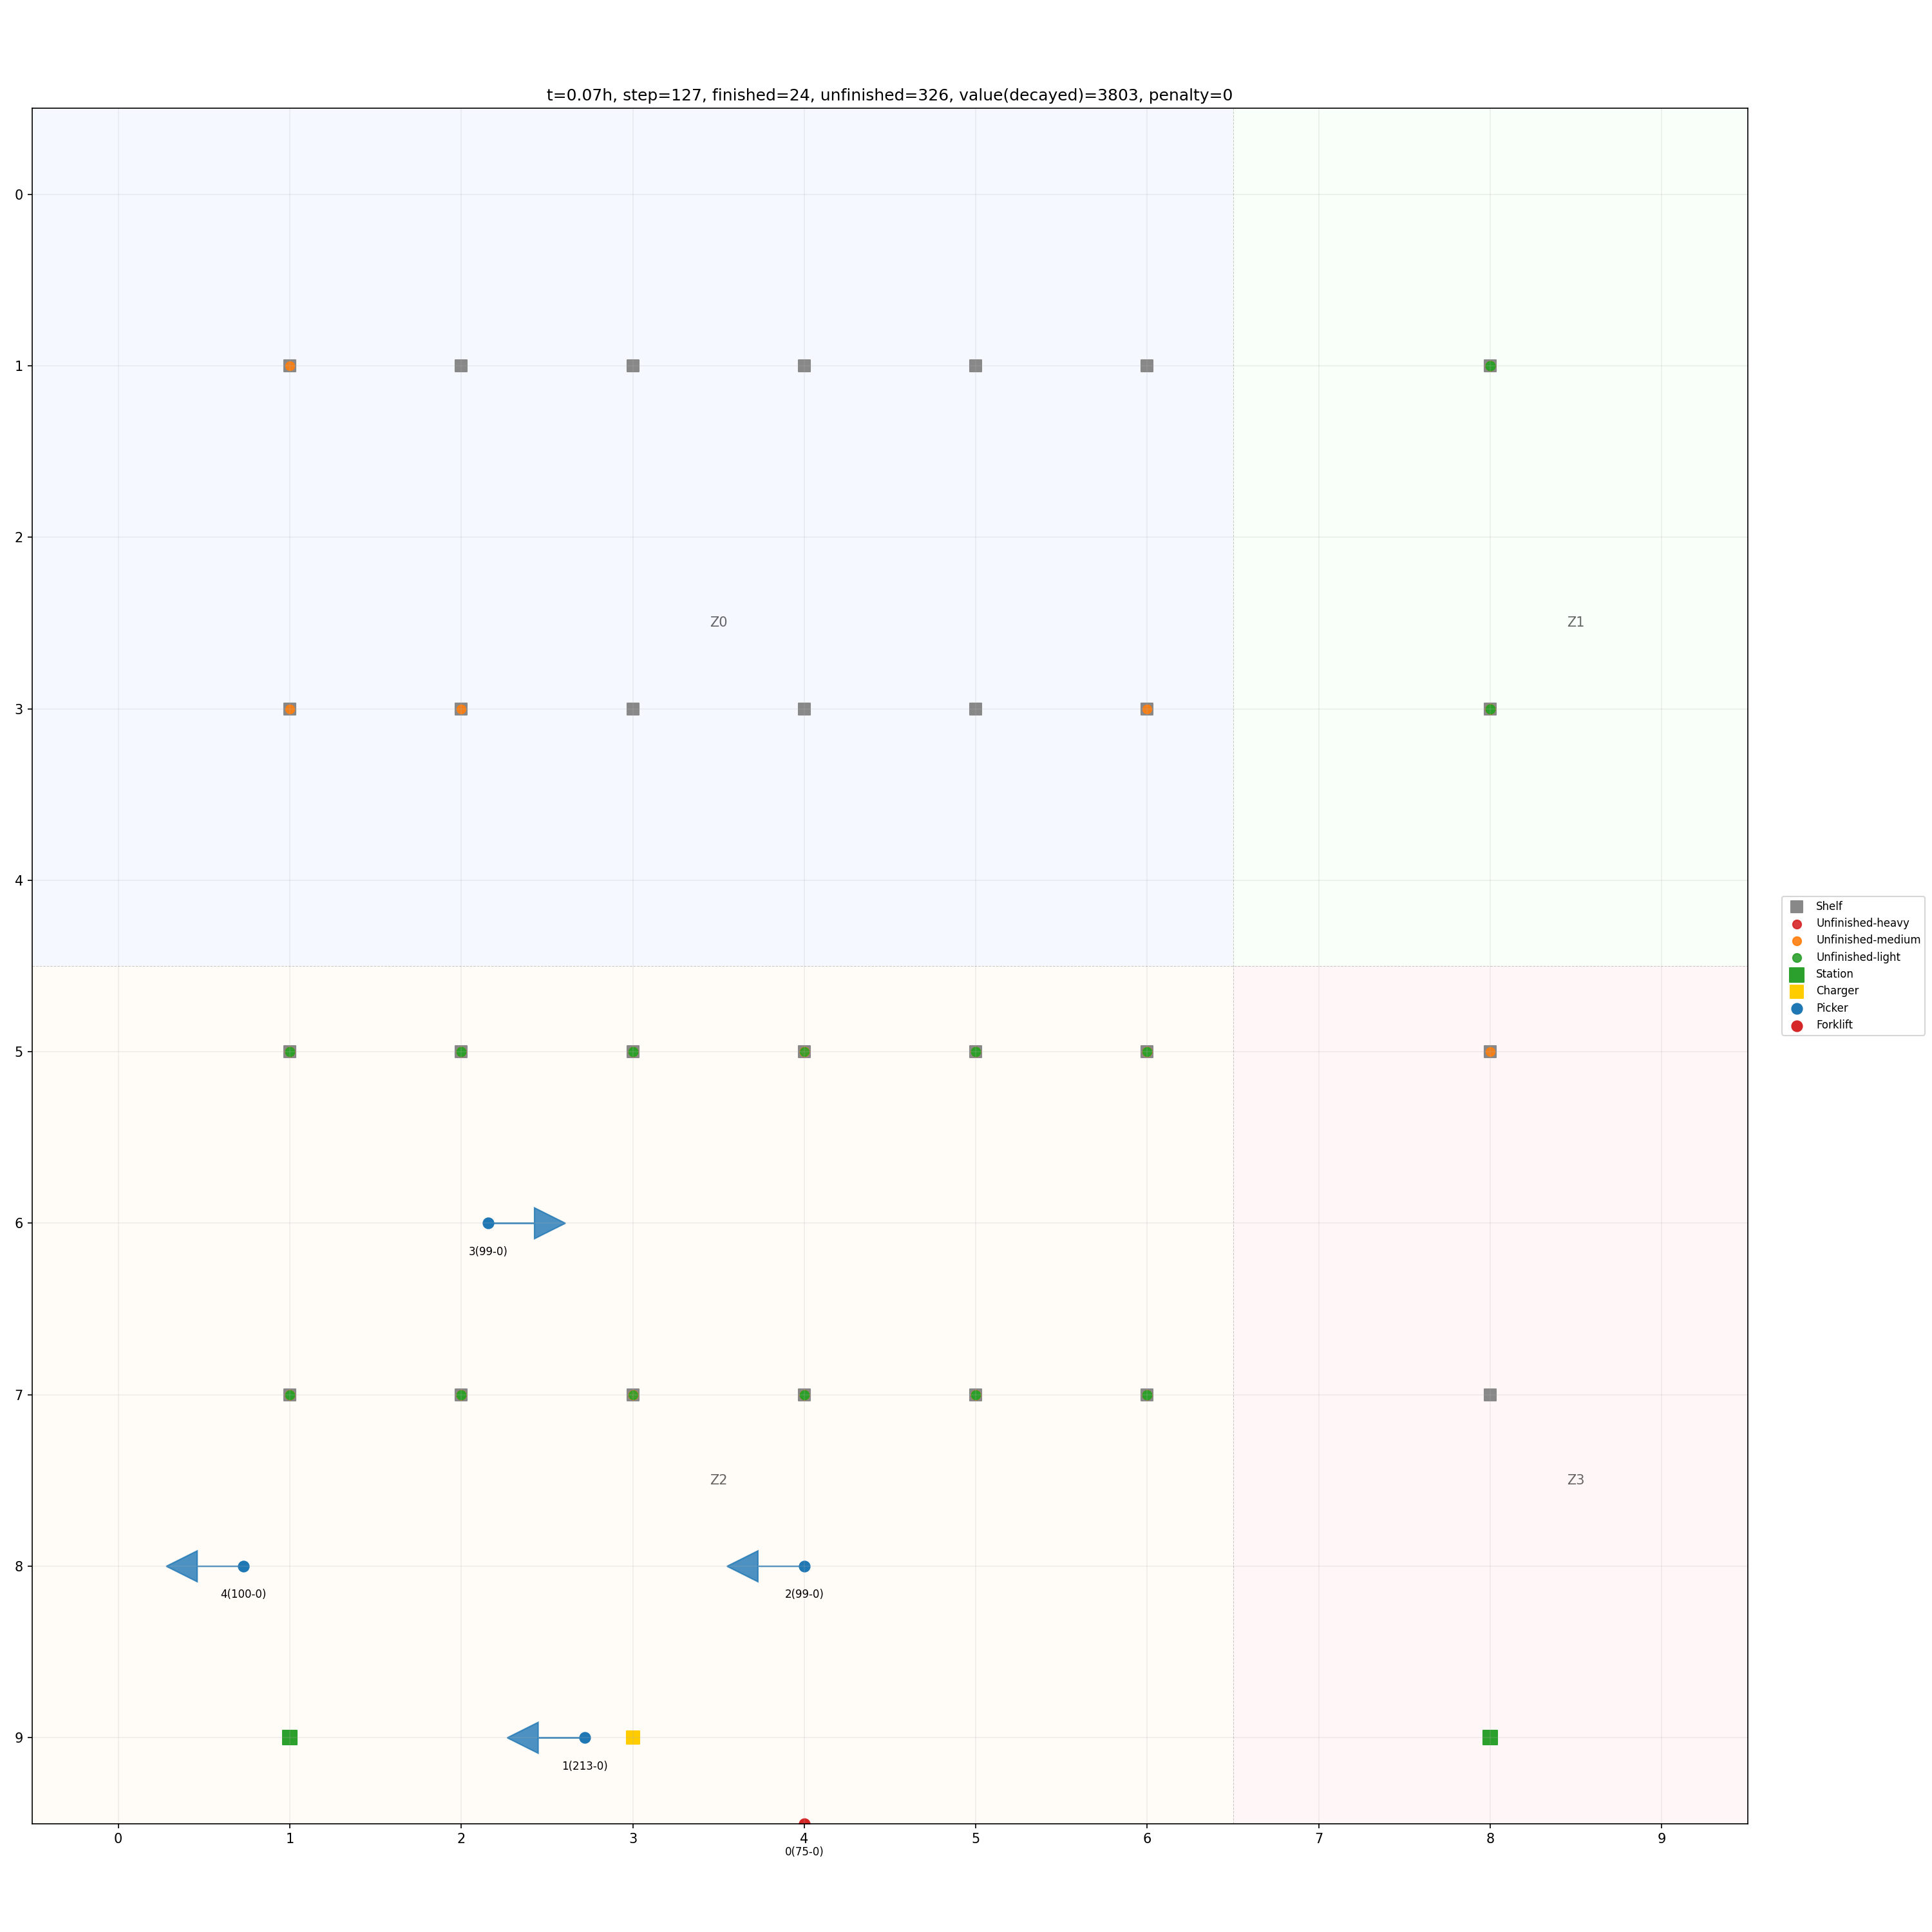 t=0.07h, step=127, finished=24, unfinished=326, value(decayed)=3803, penalty=0
0
1
2
Z0
Z1
3
4
Shelf
Unfinished-heavy
Unfinished-medium
Unfinished-light
Station
Charger
Picker
Forklift
5
6
3(99-0)
7
Z2
Z3
8
4(100-0)
2(99-0)
9
1(213-0)
0 1 2 3 4 5 6 7 8 9
0(75-0)